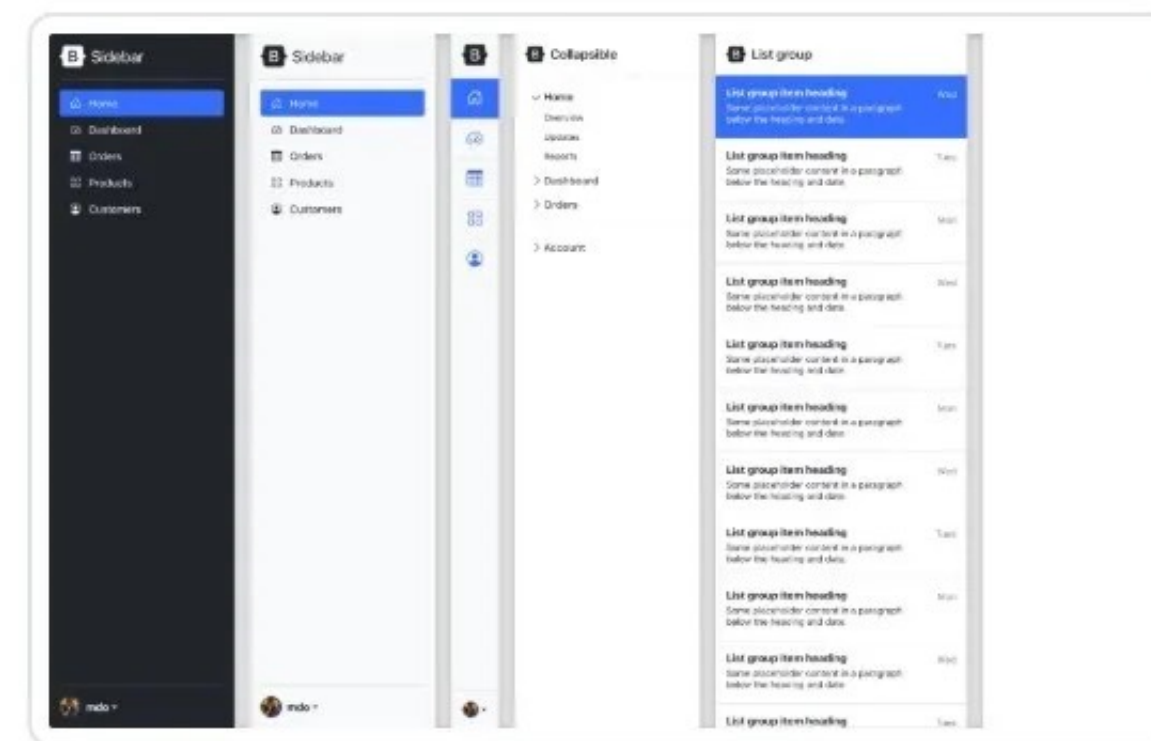 B Sidebar
Home
Dashboard
Orders
Products
Customers
mdo
B Sidebar
Home
Dashboard
Orders
Products
Customers
mdo
B
B Collapsible
Home
Overview
Updates
Reports
Dashboard
Orders
Account
B List group
List group item heading Wed
Some placeholder content in a paragraph
below the heading and date.
List group item heading Tues
Some placeholder content in a paragraph
below the heading and date.
List group item heading Mon
Some placeholder content in a paragraph
below the heading and date.
List group item heading Wed
Some placeholder content in a paragraph
below the heading and date.
List group item heading Tues
Some placeholder content in a paragraph
below the heading and date.
List group item heading Mon
Some placeholder content in a paragraph
below the heading and date.
List group item heading Wed
Some placeholder content in a paragraph
below the heading and date.
List group item heading Tues
Some placeholder content in a paragraph
below the heading and date.
List group item heading Mon
Some placeholder content in a paragraph
below the heading and date.
List group item heading Wed
Some placeholder content in a paragraph
below the heading and date.
List group item heading Tues